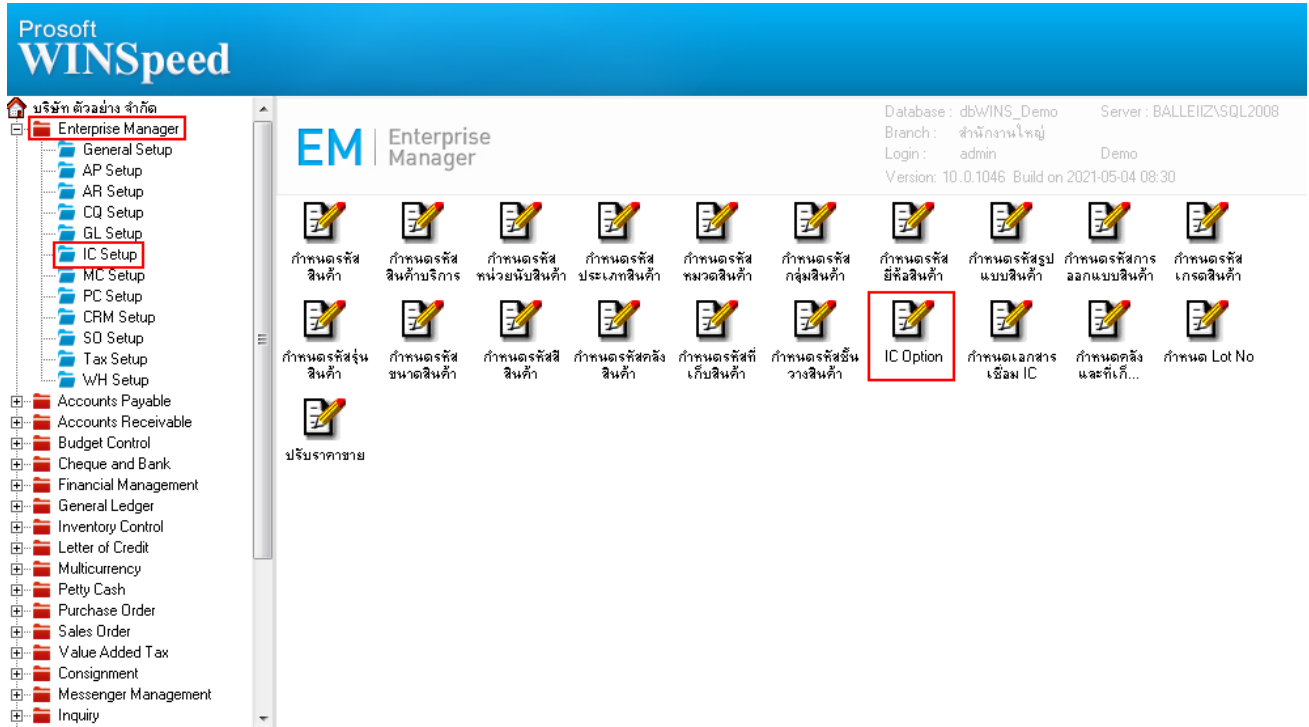 Prosoft
WINSpeed
บริษัท ตัวอย่าง จำกัด
Enterprise Manager
General Setup
AP Setup
AR Setup
CQ Setup
GL Setup
IC Setup
MC Setup
PC Setup
CRM Setup
SO Setup
Tax Setup
WH Setup
Accounts Payable
Accounts Receivable
Budget Control
Cheque and Bank
Financial Management
General Ledger
Inventory Control
Letter of Credit
Multicurrency
Petty Cash
Purchase Order
Sales Order
Value Added Tax
Consignment
Messenger Management
Inquiry
EM Enterprise
Manager
Database : dbWINS_Demo Server : BALLEIIZ\SQL2008
Branch : สำนักงานใหญ่
Login : admin Demo
Version: 10.0.1046 Build on 2021-05-04 08:30
กำหนดรหัส กำหนดรหัส กำหนดรหัส กำหนดรหัส กำหนดรหัส กำหนดรหัส กำหนดรหัส กำหนดรหัสรูป กำหนดรหัสการ กำหนดรหัส
สินค้า สินค้าบริการ หน่วยนับสินค้า ประเภทสินค้า หมวดสินค้า กลุ่มสินค้า ยี่ห้อสินค้า แบบสินค้า ออกแบบสินค้า เกรดสินค้า
กำหนดรหัสรุ่น กำหนดรหัส กำหนดรหัสสี กำหนดรหัสคลัง กำหนดรหัสที่ กำหนดรหัสชั้น IC Option กำหนดเอกสาร กำหนดคลัง กำหนด Lot No
สินค้า ขนาดสินค้า สินค้า สินค้า เก็บสินค้า วางสินค้า เชื่อม IC และที่เก็...
ปรับราคาขาย